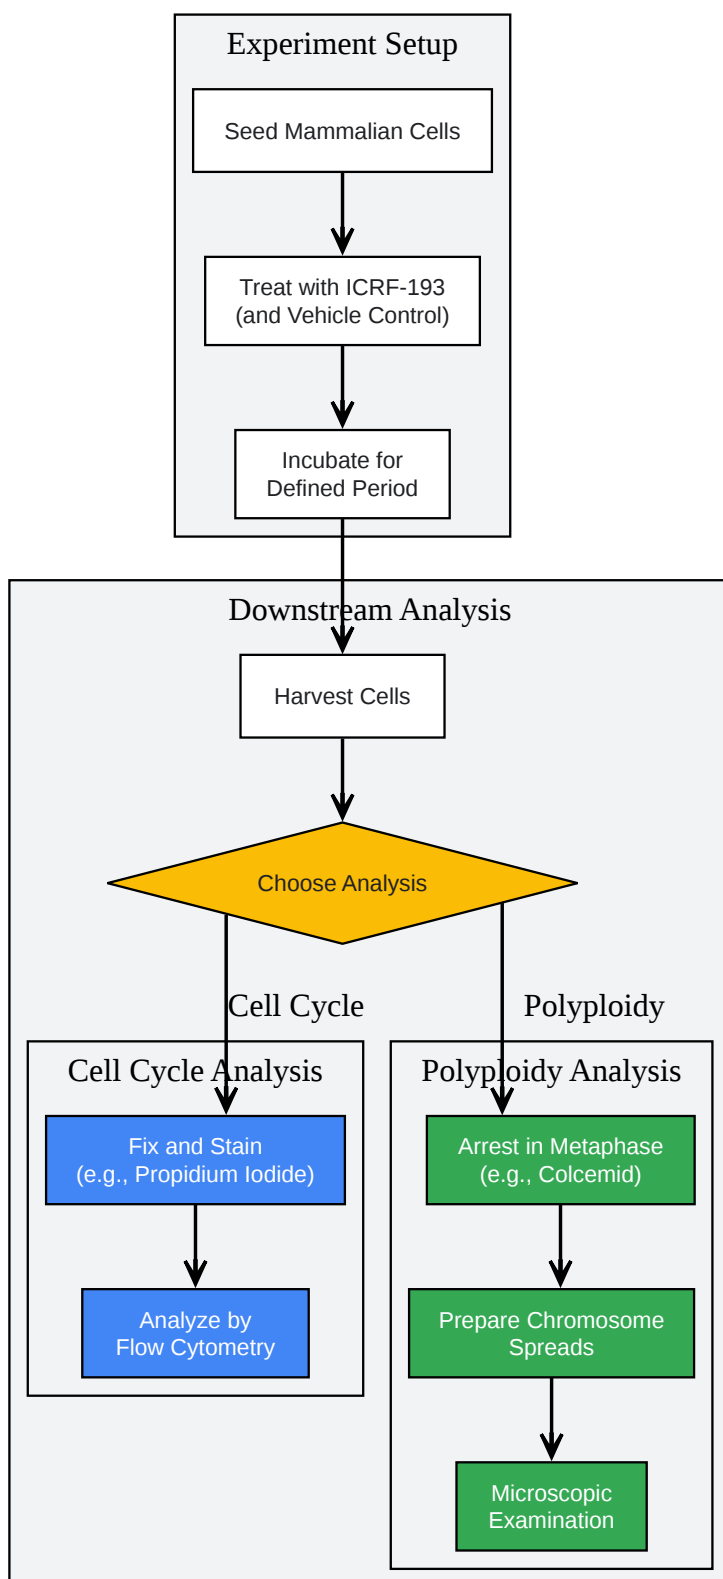 Experiment Setup
Seed Mammalian Cells
Treat with ICRF-193
(and Vehicle Control)
Incubate for
Defined Period
Downstream Analysis
Harvest Cells
Choose Analysis
Cell Cycle
Polyploidy
Cell Cycle Analysis
Fix and Stain
(e.g., Propidium Iodide)
Analyze by
Flow Cytometry
Polyploidy Analysis
Arrest in Metaphase
(e.g., Colcemid)
Prepare Chromosome
Spreads
Microscopic
Examination